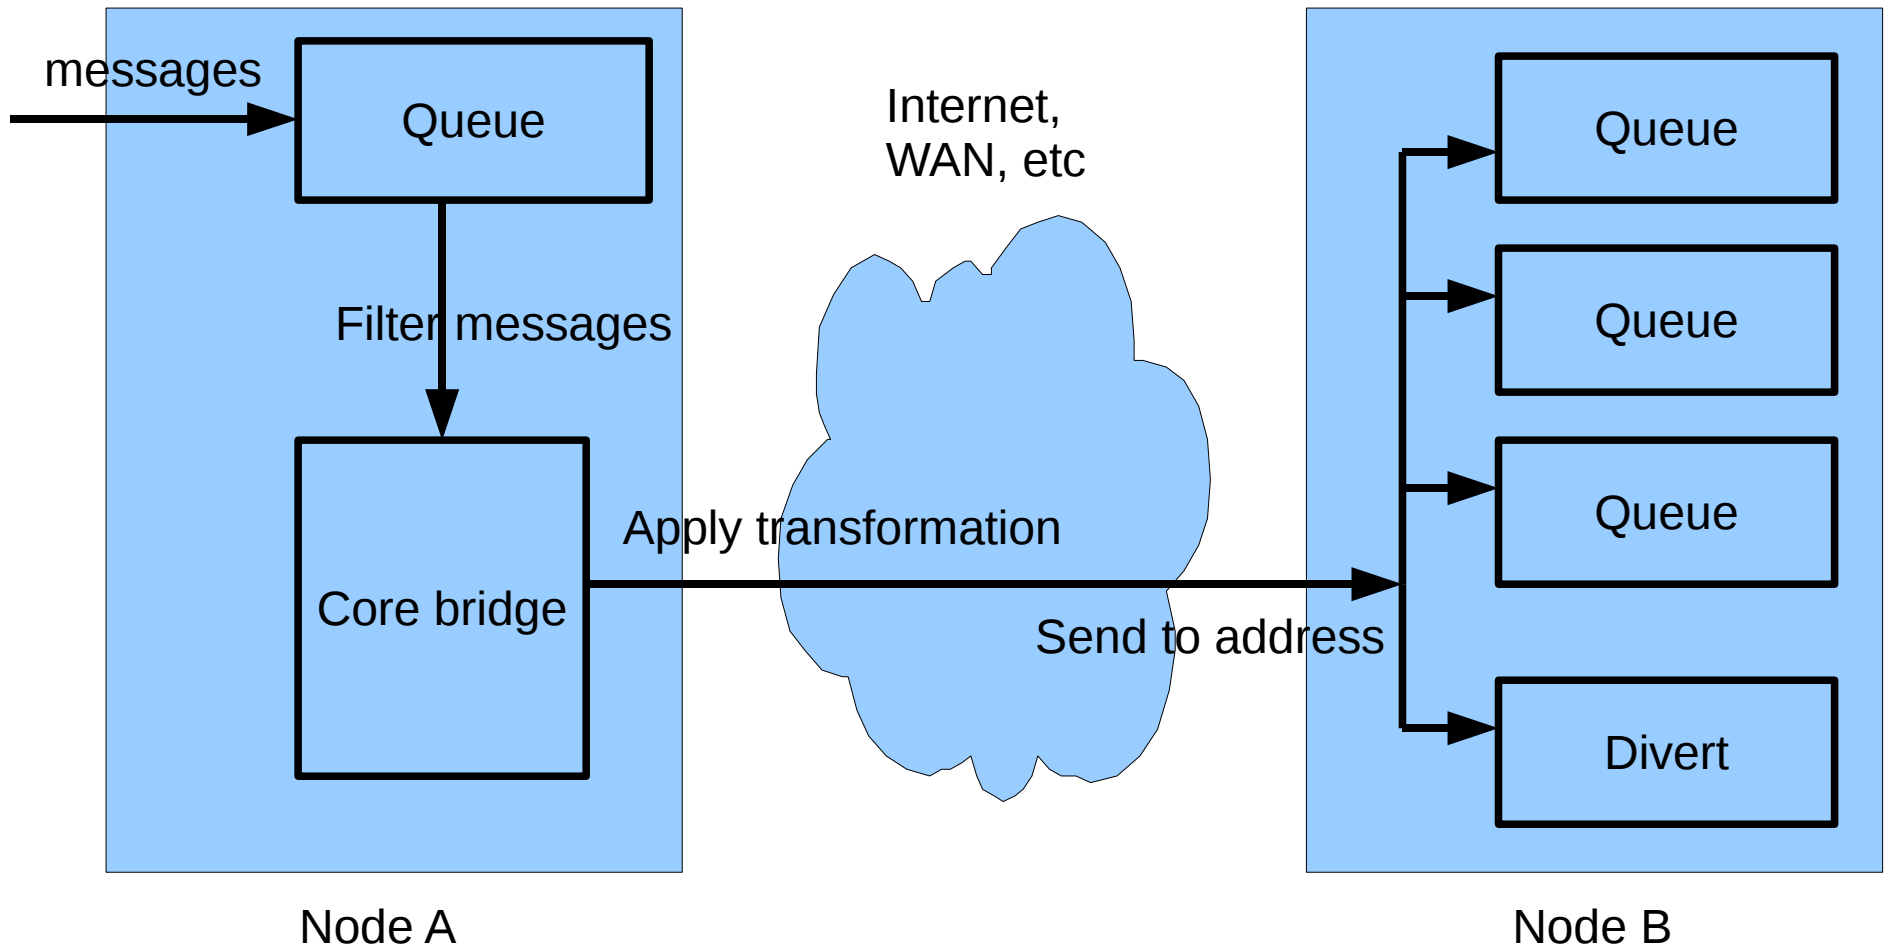 messages
Queue
Filter messages
Core bridge
Node A
Internet,
WAN, etc
Apply transformation
Send to address
Queue
Queue
Queue
Divert
Node B